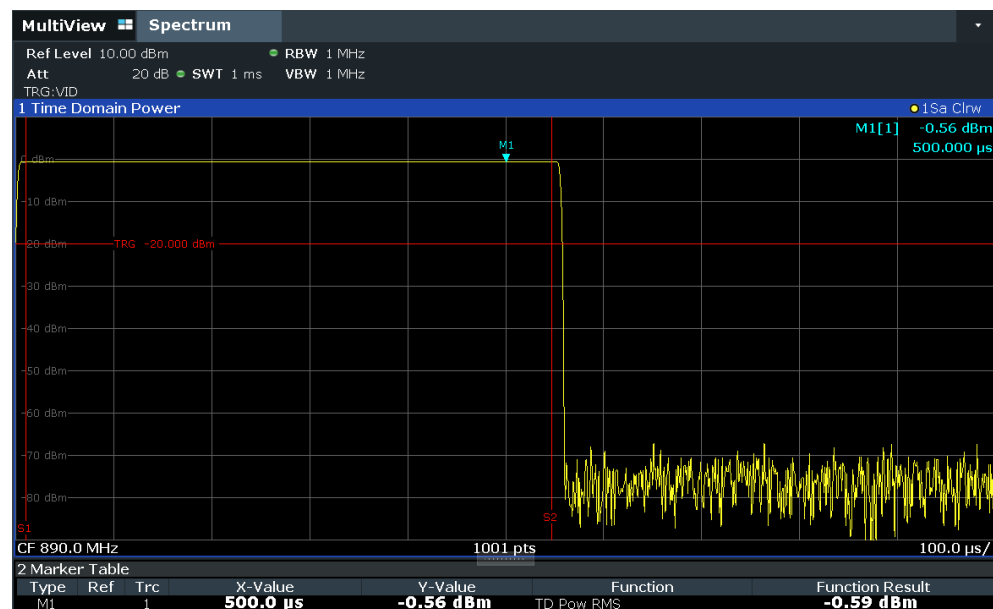 MultiView Spectrum
Ref Level 10.00 dBm RBW 1 MHz
Att 20 dB SWT 1 ms VBW 1 MHz
TRG:VID
1 Time Domain Power 1Sa Clrw
M1[1] -0.56 dBm
500.000 µs
M1
0 dBm
-10 dBm
-20 dBm TRG -20.000 dBm
-30 dBm
-40 dBm
-50 dBm
-60 dBm
-70 dBm
-80 dBm
S1 S2
CF 890.0 MHz 1001 pts 100.0 µs/
2 Marker Table
Type Ref Trc X-Value Y-Value Function Function Result
M1 1 500.0 µs -0.56 dBm TD Pow RMS -0.59 dBm